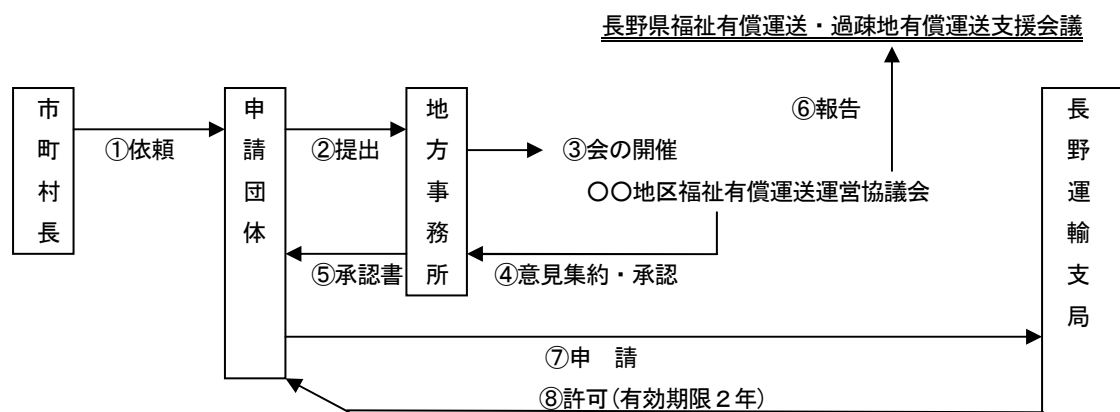 長野県福祉有償運送・過疎地有償運送支援会議
市町村長
申請団体
地方事務所
長野運輸支局
①依頼
②提出
③会の開催
⑥報告
〇〇地区福祉有償運送運営協議会
⑤承認書
④意見集約・承認
⑦申　請
⑧許可(有効期限２年)